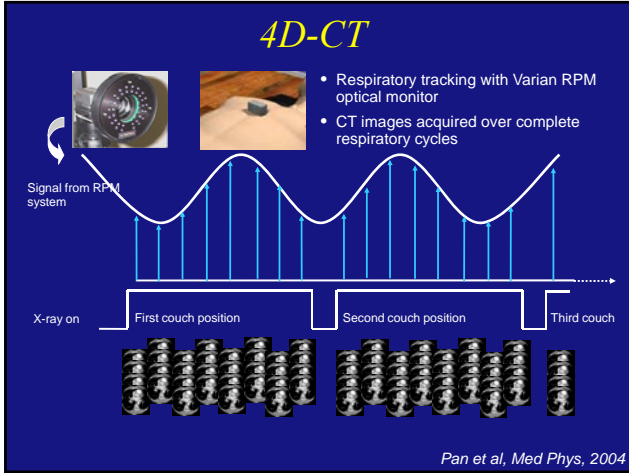 4D-CT
• Respiratory tracking with Varian RPM
optical monitor
• CT images acquired over complete
respiratory cycles
Signal from RPM
system
X-ray on
First couch position
Second couch position
Third couch
Pan et al, Med Phys, 2004